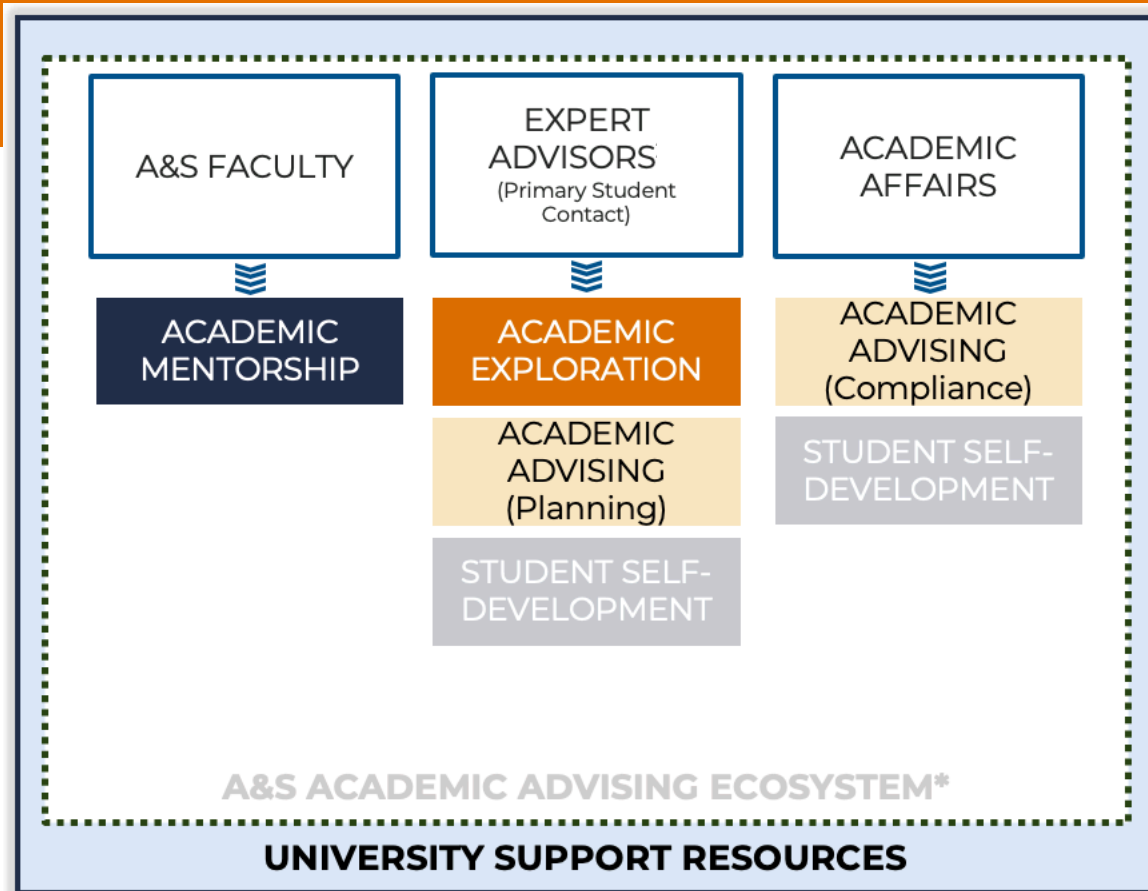 A&S FACULTY
EXPERT
ADVISORS
(Primary Student
Contact)
ACADEMIC
AFFAIRS
ACADEMIC
MENTORSHIP
ACADEMIC
EXPLORATION
ACADEMIC
ADVISING
(Planning)
STUDENT SELF-
DEVELOPMENT
ACADEMIC
ADVISING
(Compliance)
STUDENT SELF-
DEVELOPMENT
A&S ACADEMIC ADVISING ECOSYSTEM*
UNIVERSITY SUPPORT RESOURCES